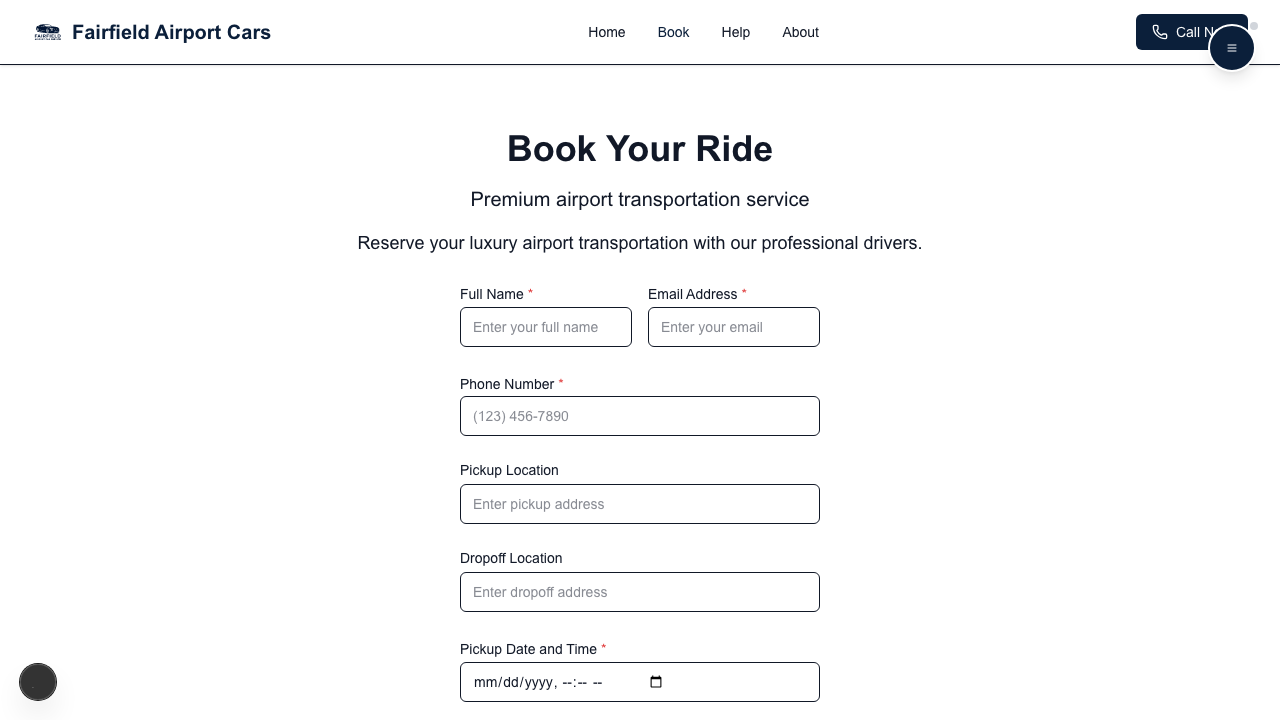 FAIRFIELD
Fairfield Airport Cars
Home
Book
Help
About
Call N
Book Your Ride
Premium airport transportation service
Reserve your luxury airport transportation with our professional drivers.
Full Name *
Email Address *
Enter your full name
Enter your email
Phone Number *
(123) 456-7890
Pickup Location
Enter pickup address
Dropoff Location
Enter dropoff address
Pickup Date and Time *
mm/dd/yyyy, --:-- --